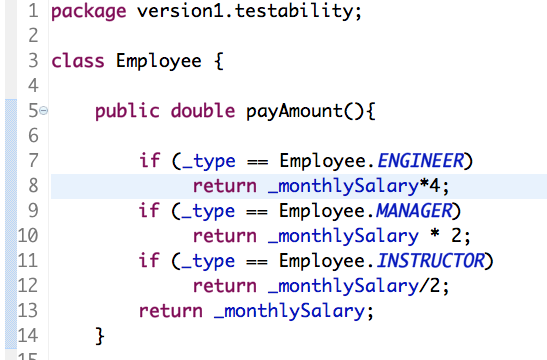 1 package version1.testability;
2
3 class Employee {
4
5     public double payAmount(){
6
7         if (_type == Employee.ENGINEER)
8             return _monthlySalary*4;
9         if (_type == Employee.MANAGER)
10             return _monthlySalary * 2;
11         if (_type == Employee.INSTRUCTOR)
12             return _monthlySalary/2;
13         return _monthlySalary;
14     }